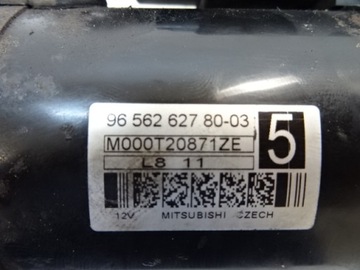 96 562 627 80-03
M000T20871ZE
5
L8 11
12V MITSUBISHI CZECH